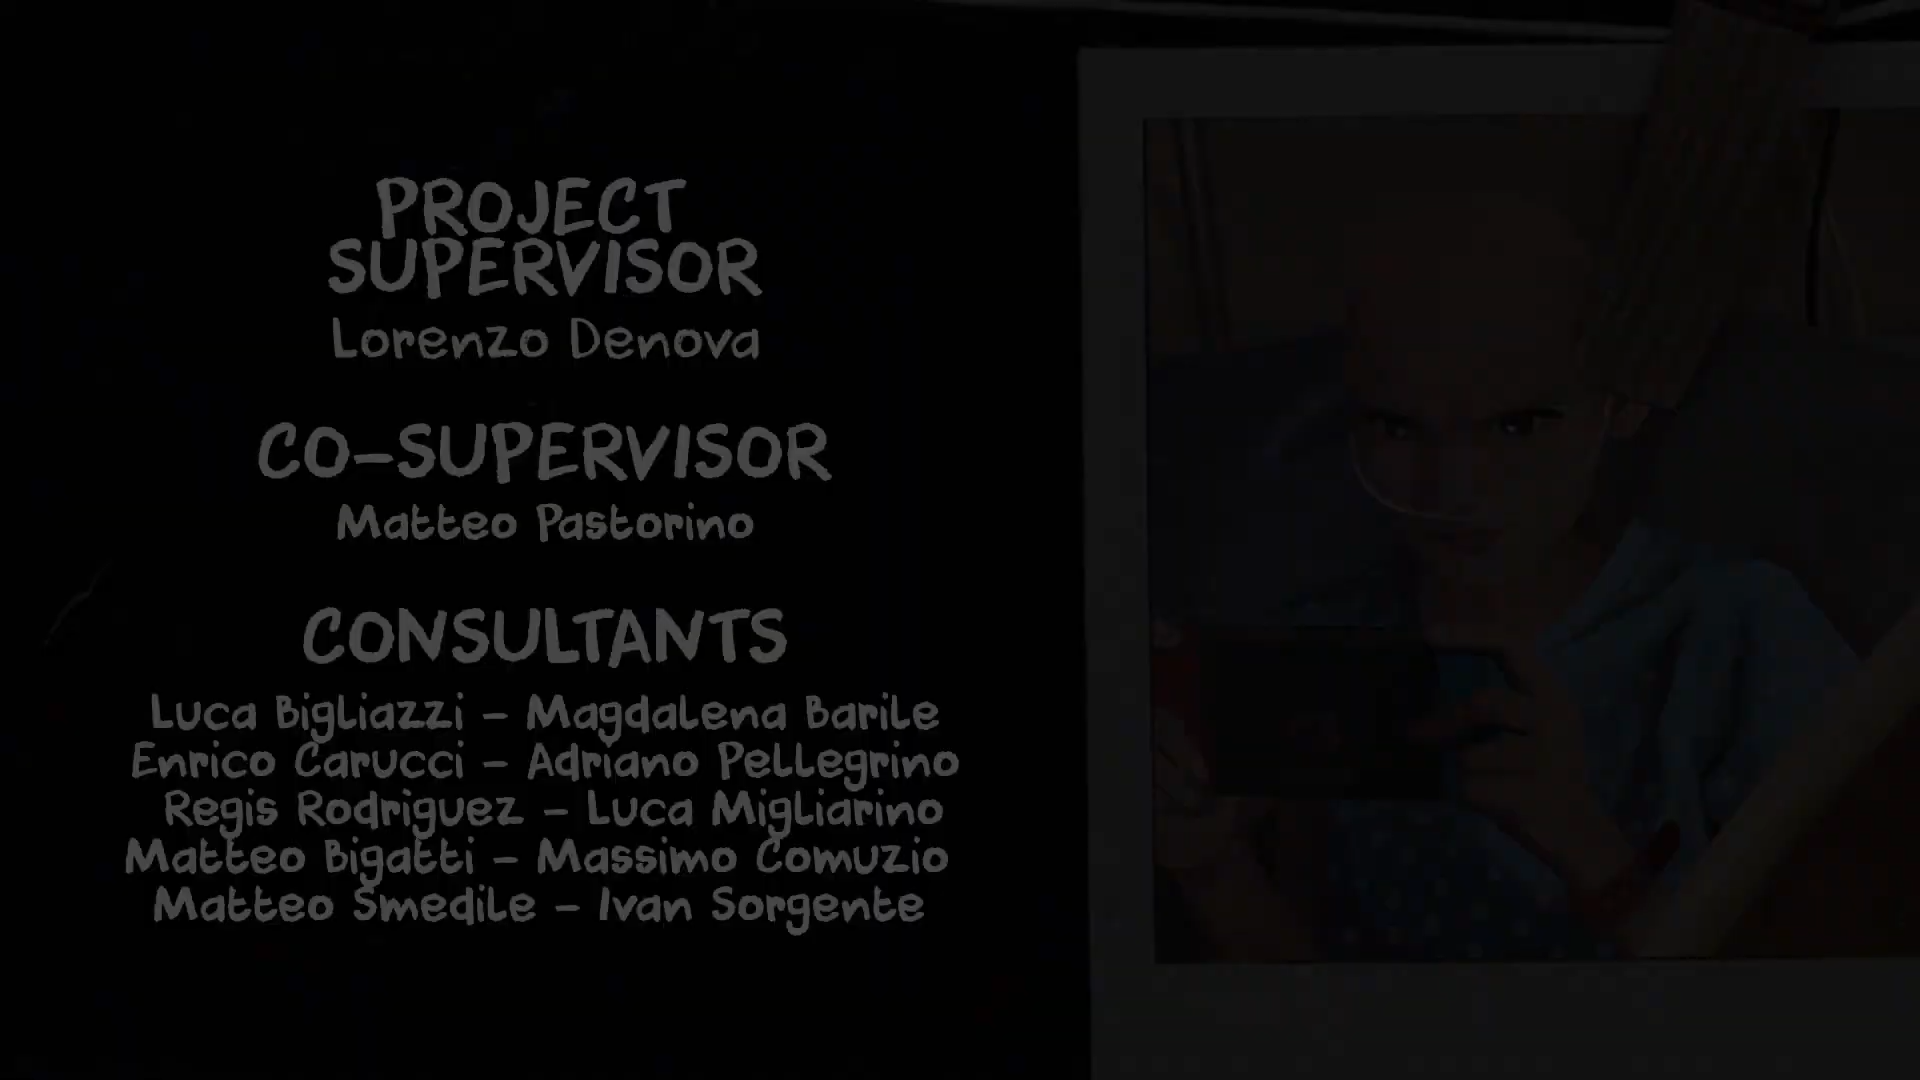 PROJECT
SUPERVISOR
Lorenzo Denova
CO-SUPERVISOR
Matteo Pastorino
CONSULTANTS
Luca Bigliazzi - Magdalena Barile
Enrico Carucci - Adriano Pellegrino
Regis Rodriguez - Luca Migliarino
Matteo Bigatti - Massimo Comuzio
Matteo Smedile - Ivan Sorgente